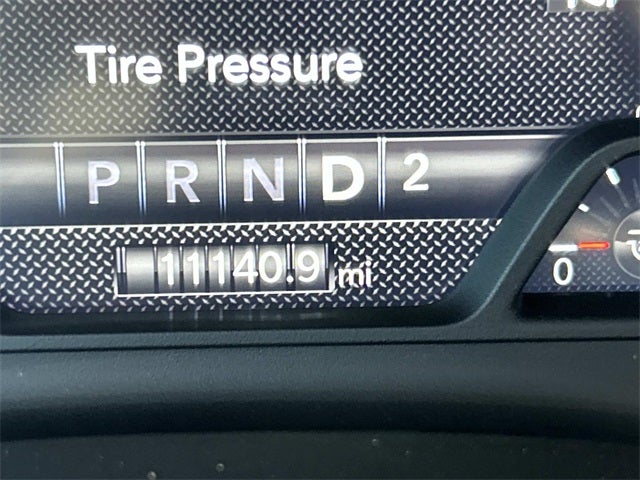 Tire Pressure
P R N D 2
11140.9 mi
0